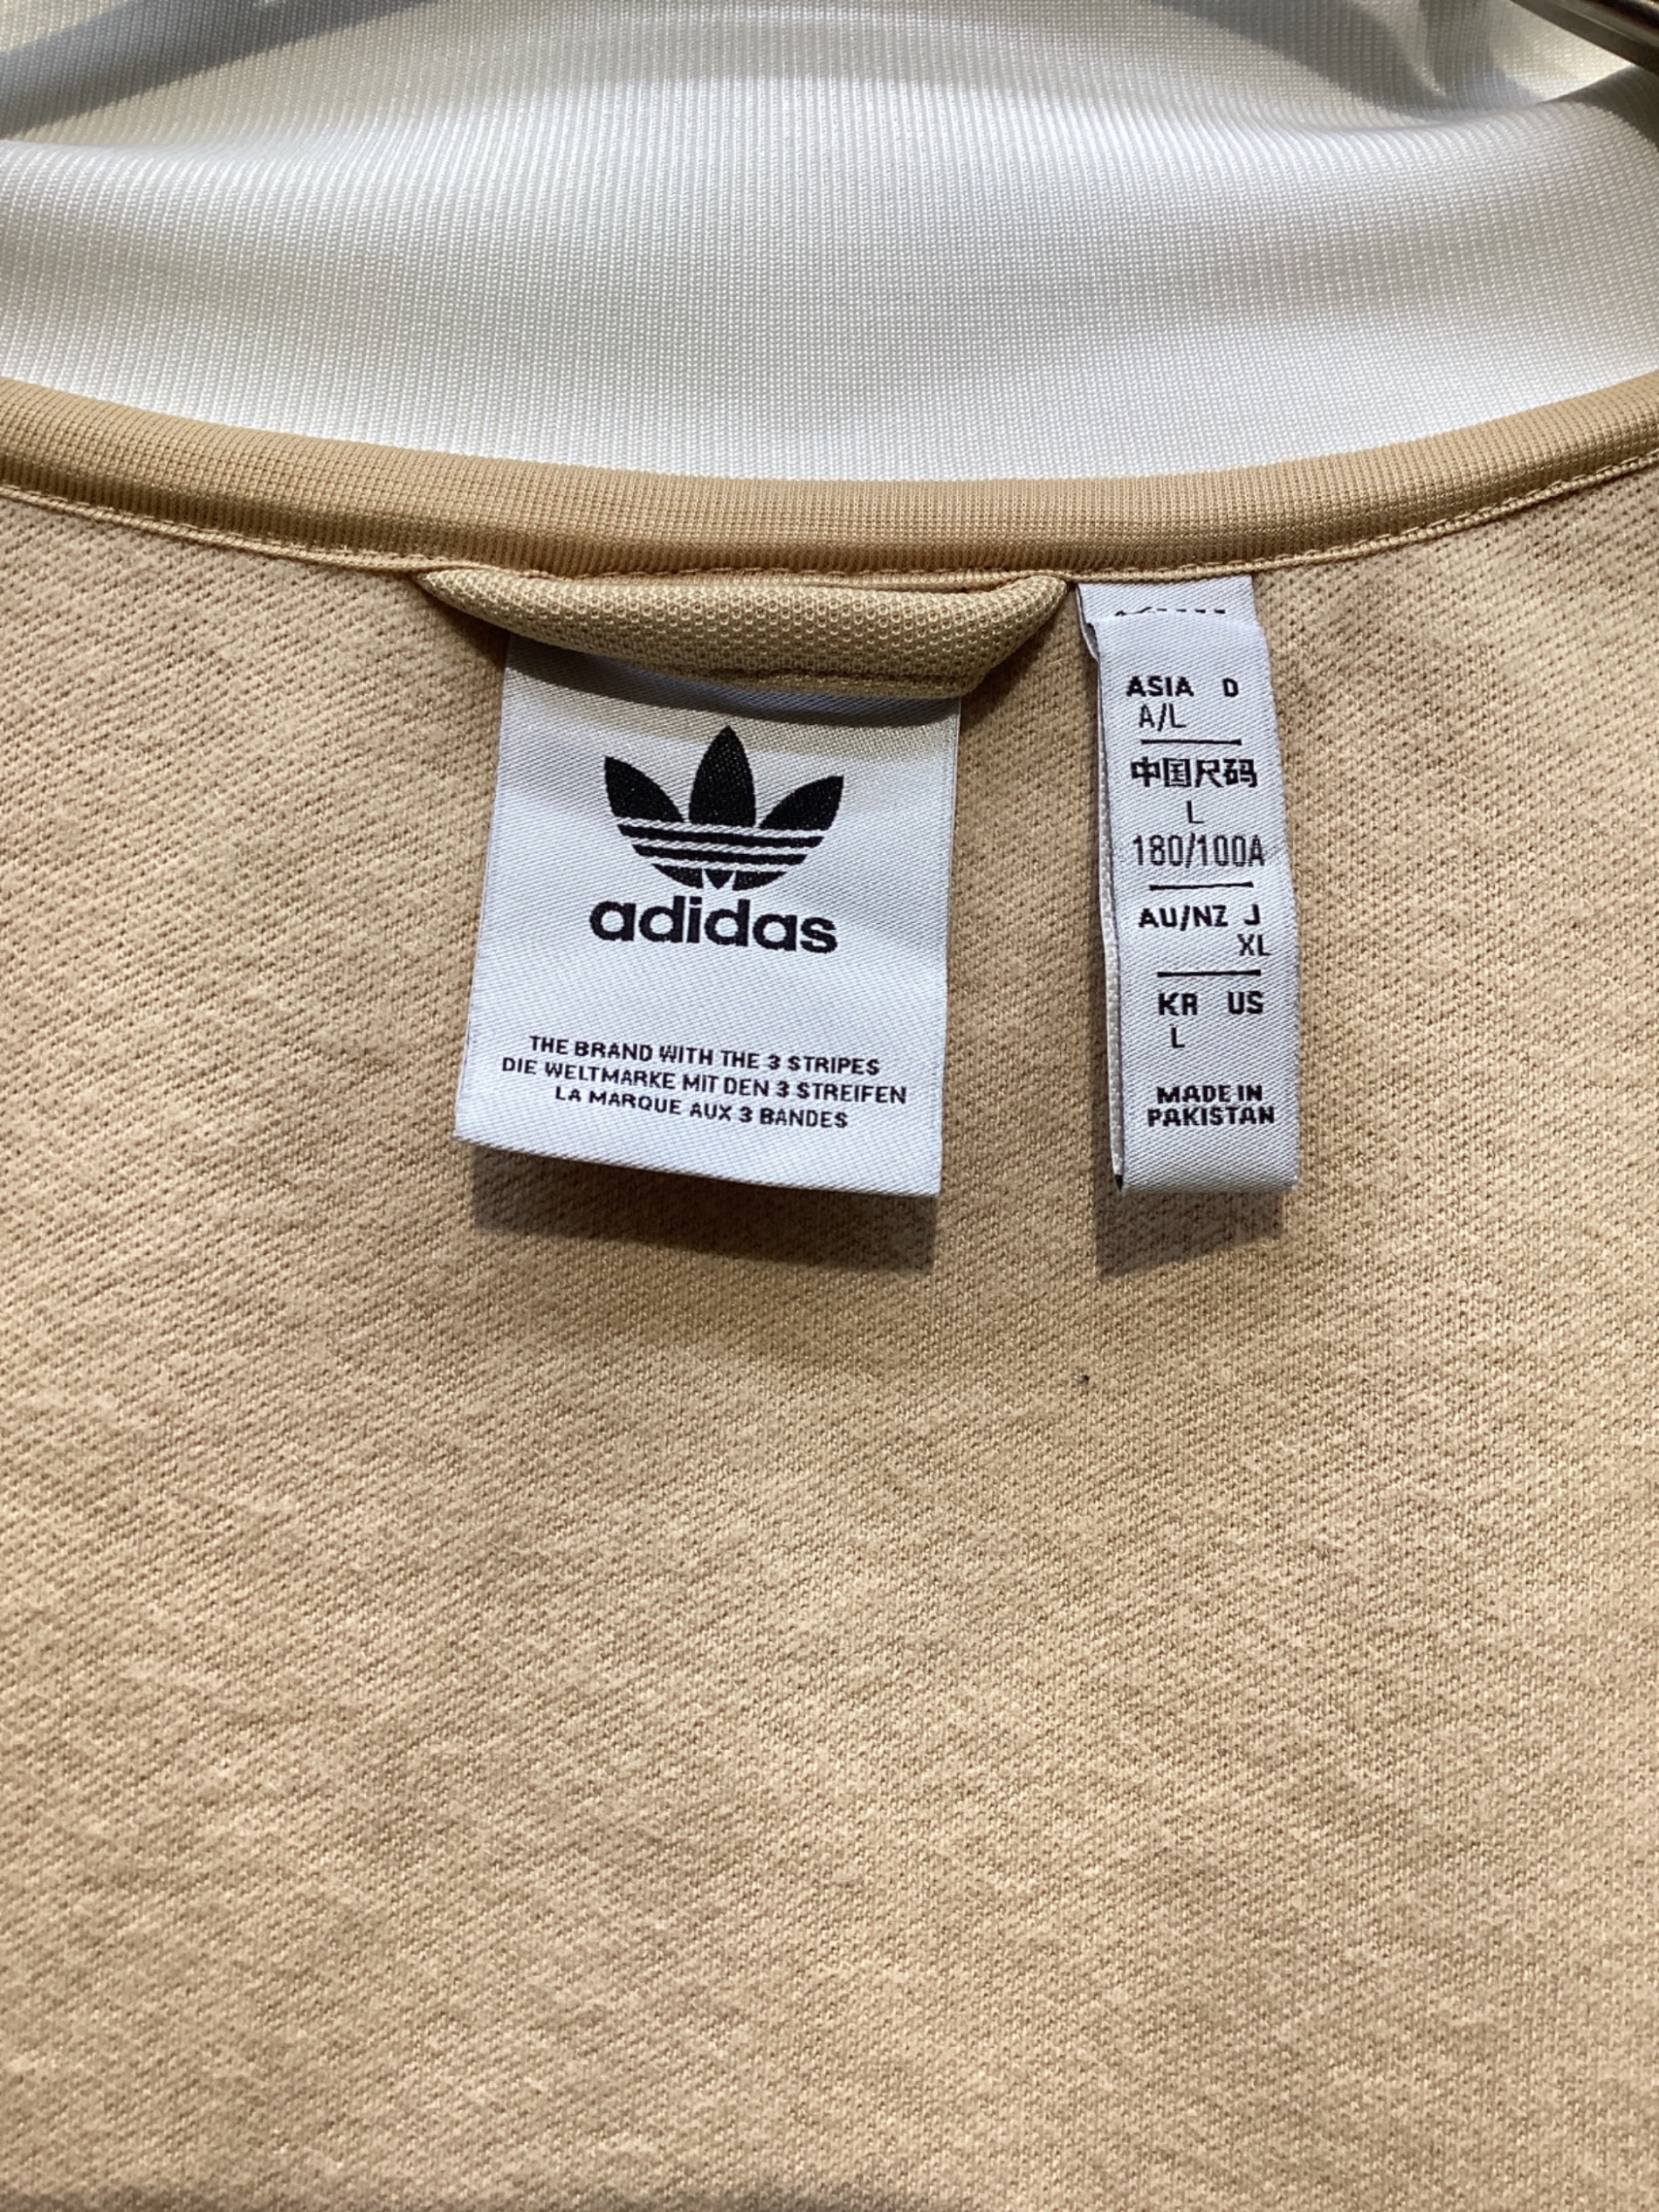 adidas
THE BRAND WITH THE 3 STRIPES
DIE WELTMARKE MIT DEN 3 STREIFEN
LA MARQUE AUX 3 BANDES
ASIA D
A/L
中国尺码
L
180/100A
AU/NZ J
XL
KR US
L
MADE IN
PAKISTAN